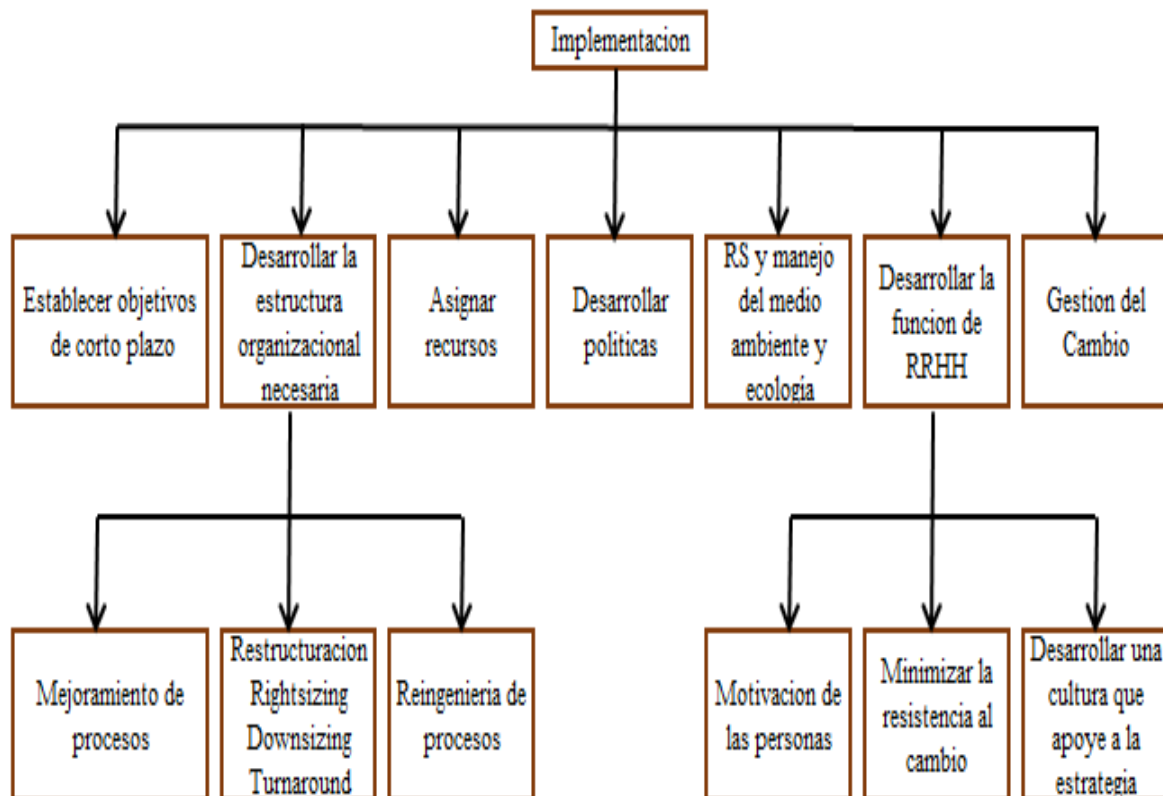 Implementacion
Establecer objetivos
de corto plazo
Desarrollar la
estructura
organizacional
necesaria
Asignar
recursos
Desarrollar
politicas
RS y manejo
del medio
ambiente y
ecología
Desarrollar la
funcion de
RRHH
Gestion del
Cambio
Mejoramiento de
procesos
Restructuracion
Rightsizing
Downsizing
Turnaround
Reingenieria de
procesos
Motivacion de
las personas
Minimizar la
resistencia al
cambio
Desarrollar una
cultura que
apoye a la
estrategia